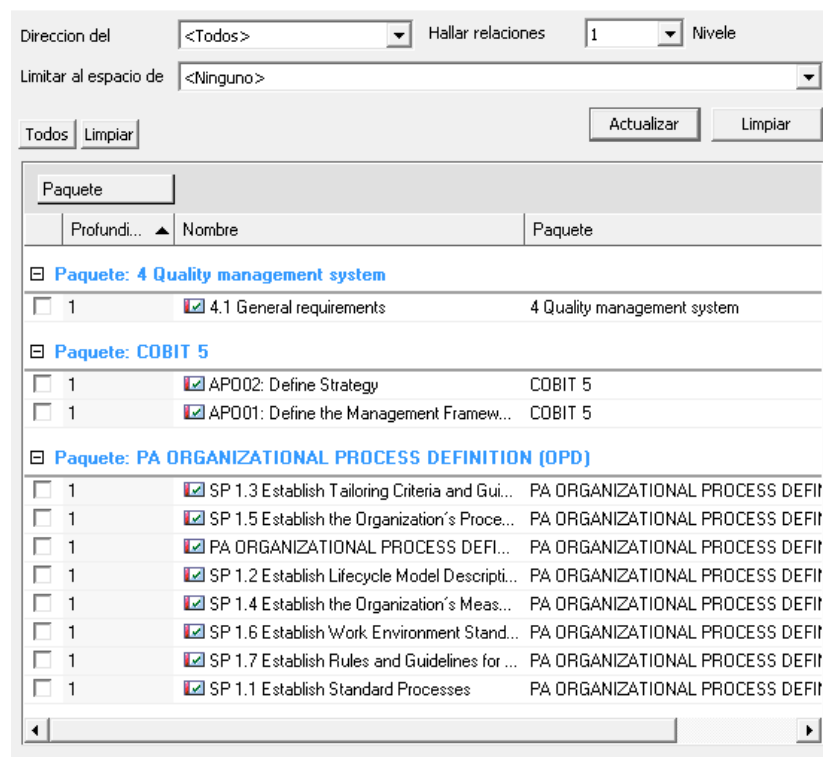 Direccion del <Todos> Hallar relaciones 1 Nivele
Limitar al espacio de <Ninguno>
Todos Limpiar Actualizar Limpiar
Paquete
Profundi... Nombre Paquete
Paquete: 4 Quality management system
1 4.1 General requirements 4 Quality management system
Paquete: COBIT 5
1 APO02: Define Strategy COBIT 5
1 APO01: Define the Management Framew... COBIT 5
Paquete: PA ORGANIZATIONAL PROCESS DEFINITION (OPD)
1 SP 1.3 Establish Tailoring Criteria and Gui... PA ORGANIZATIONAL PROCESS DEFIN
1 SP 1.5 Establish the Organization´s Proce... PA ORGANIZATIONAL PROCESS DEFIN
1 PA ORGANIZATIONAL PROCESS DEFI... PA ORGANIZATIONAL PROCESS DEFIN
1 SP 1.2 Establish Lifecycle Model Descripti... PA ORGANIZATIONAL PROCESS DEFIN
1 SP 1.4 Establish the Organization´s Meas... PA ORGANIZATIONAL PROCESS DEFIN
1 SP 1.6 Establish Work Environment Stand... PA ORGANIZATIONAL PROCESS DEFIN
1 SP 1.7 Establish Rules and Guidelines for ... PA ORGANIZATIONAL PROCESS DEFIN
1 SP 1.1 Establish Standard Processes PA ORGANIZATIONAL PROCESS DEFIN